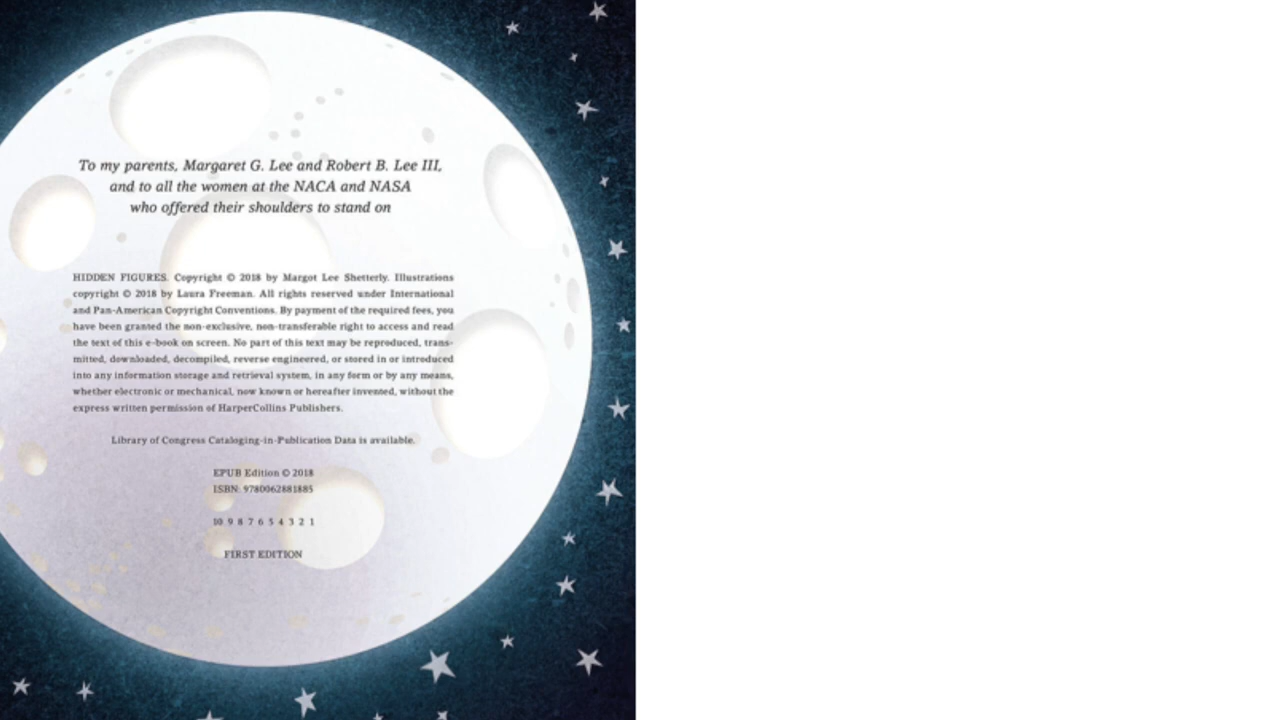 To my parents, Margaret G. Lee and Robert B. Lee III,
and to all the women at the NACA and NASA
who offered their shoulders to stand on
HIDDEN FIGURES. Copyright © 2018 by Margot Lee Shetterly. Illustrations
copyright © 2018 by Laura Freeman. All rights reserved under International
and Pan-American Copyright Conventions. By payment of the required fees, you
have been granted the non-exclusive, non-transferable right to access and read
the text of this e-book on screen. No part of this text may be reproduced, trans-
mitted, downloaded, decompiled, reverse engineered, or stored in or introduced
into any information storage and retrieval system, in any form or by any means,
whether electronic or mechanical, now known or hereafter invented, without the
express written permission of HarperCollins Publishers.
Library of Congress Cataloging-in-Publication Data is available.
EPUB Edition © 2018
ISBN: 9780062881885
10 9 8 7 6 5 4 3 2 1
FIRST EDITION